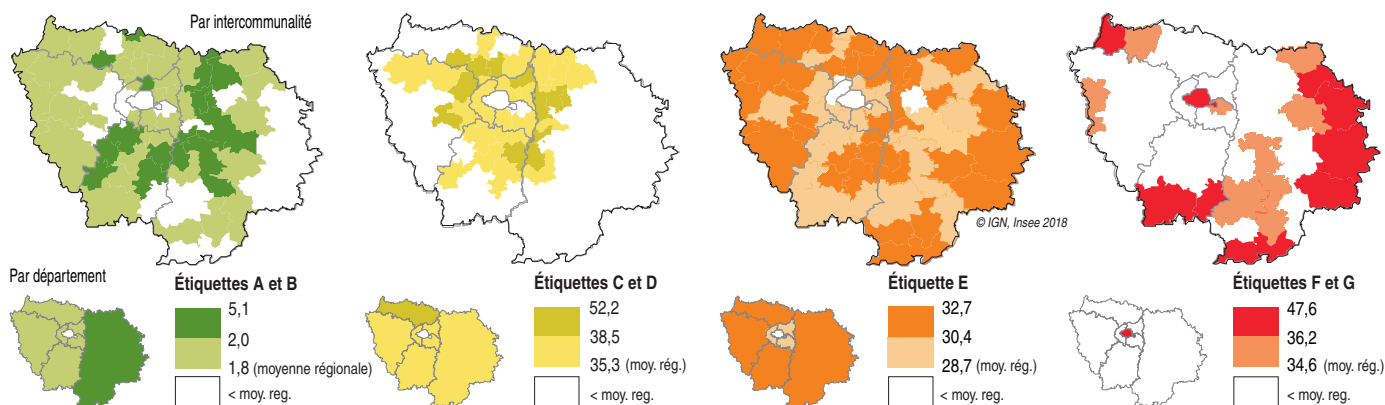 Par intercommunalité
© IGN, Insee 2018
Par département
Étiquettes A et B
5,1
2,0
1,8 (moyenne régionale)
< moy. reg.
Étiquettes C et D
52,2
38,5
35,3 (moy. rég.)
< moy. reg.
Étiquette E
32,7
30,4
28,7 (moy. rég.)
< moy. reg.
Étiquettes F et G
47,6
36,2
34,6 (moy. rég.)
< moy. reg.